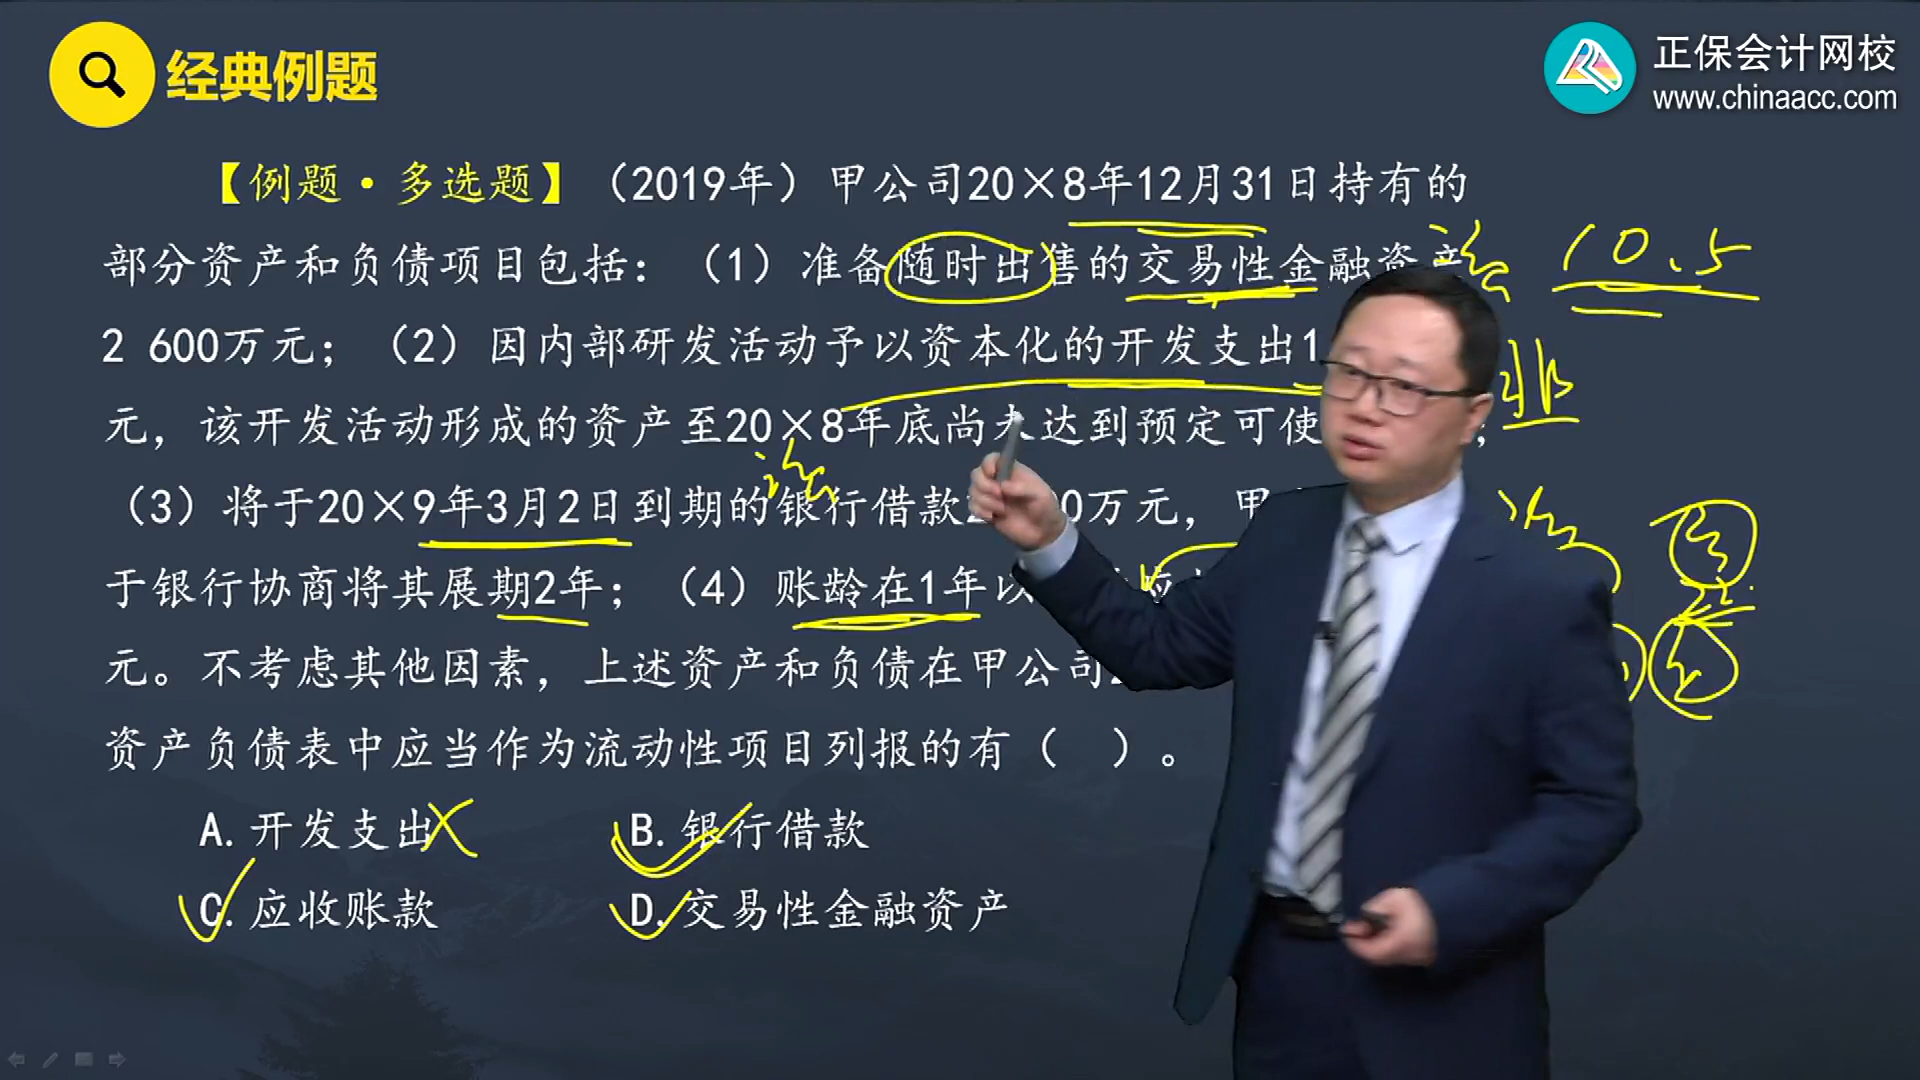 经典例题
正保会计网校
www.chinaacc.com
【例题·多选题】（2019年）甲公司20×8年12月31日持有的
部分资产和负债项目包括：（1）准备随时出售的交易性金融资产 流 10.5
2 600万元；（2）因内部研发活动予以资本化的开发支出1 非
元，该开发活动形成的资产至20×8年底尚未达到预定可使 ；
流
（3）将于20×9年3月2日到期的银行借款 0万元，甲 流
于银行协商将其展期2年；（4）账龄在1年以 应
元。不考虑其他因素，上述资产和负债在甲公司
资产负债表中应当作为流动性项目列报的有（ ）。
A. 开发支出
B. 银行借款
C. 应收账款
D. 交易性金融资产